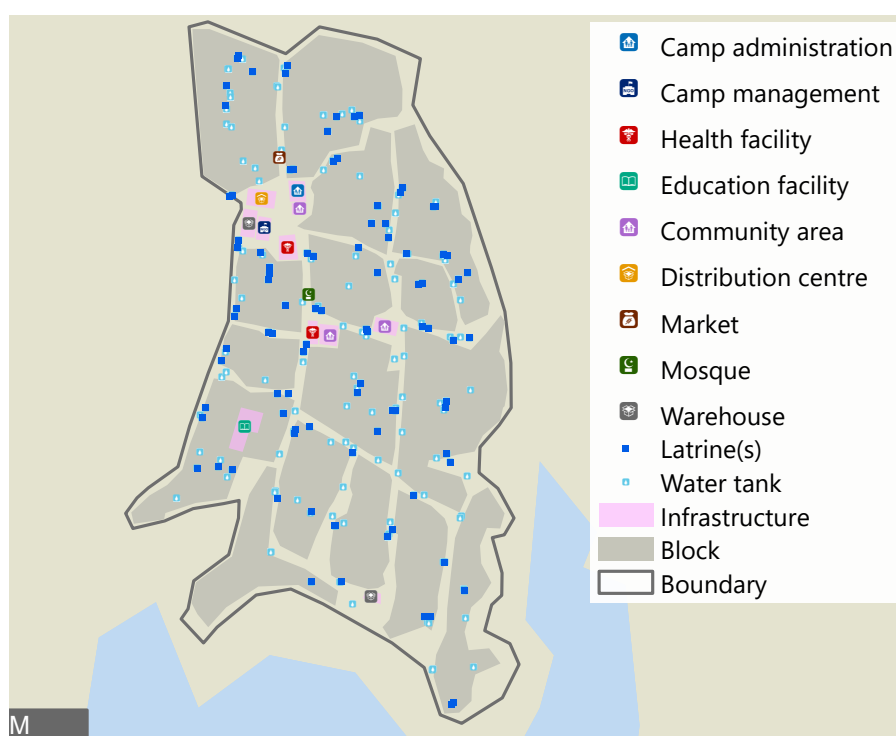 Camp administration
Camp management
Health facility
Education facility
Community area
Distribution centre
Market
Mosque
Warehouse
Latrine(s)
Water tank
Infrastructure
Block
Boundary
M